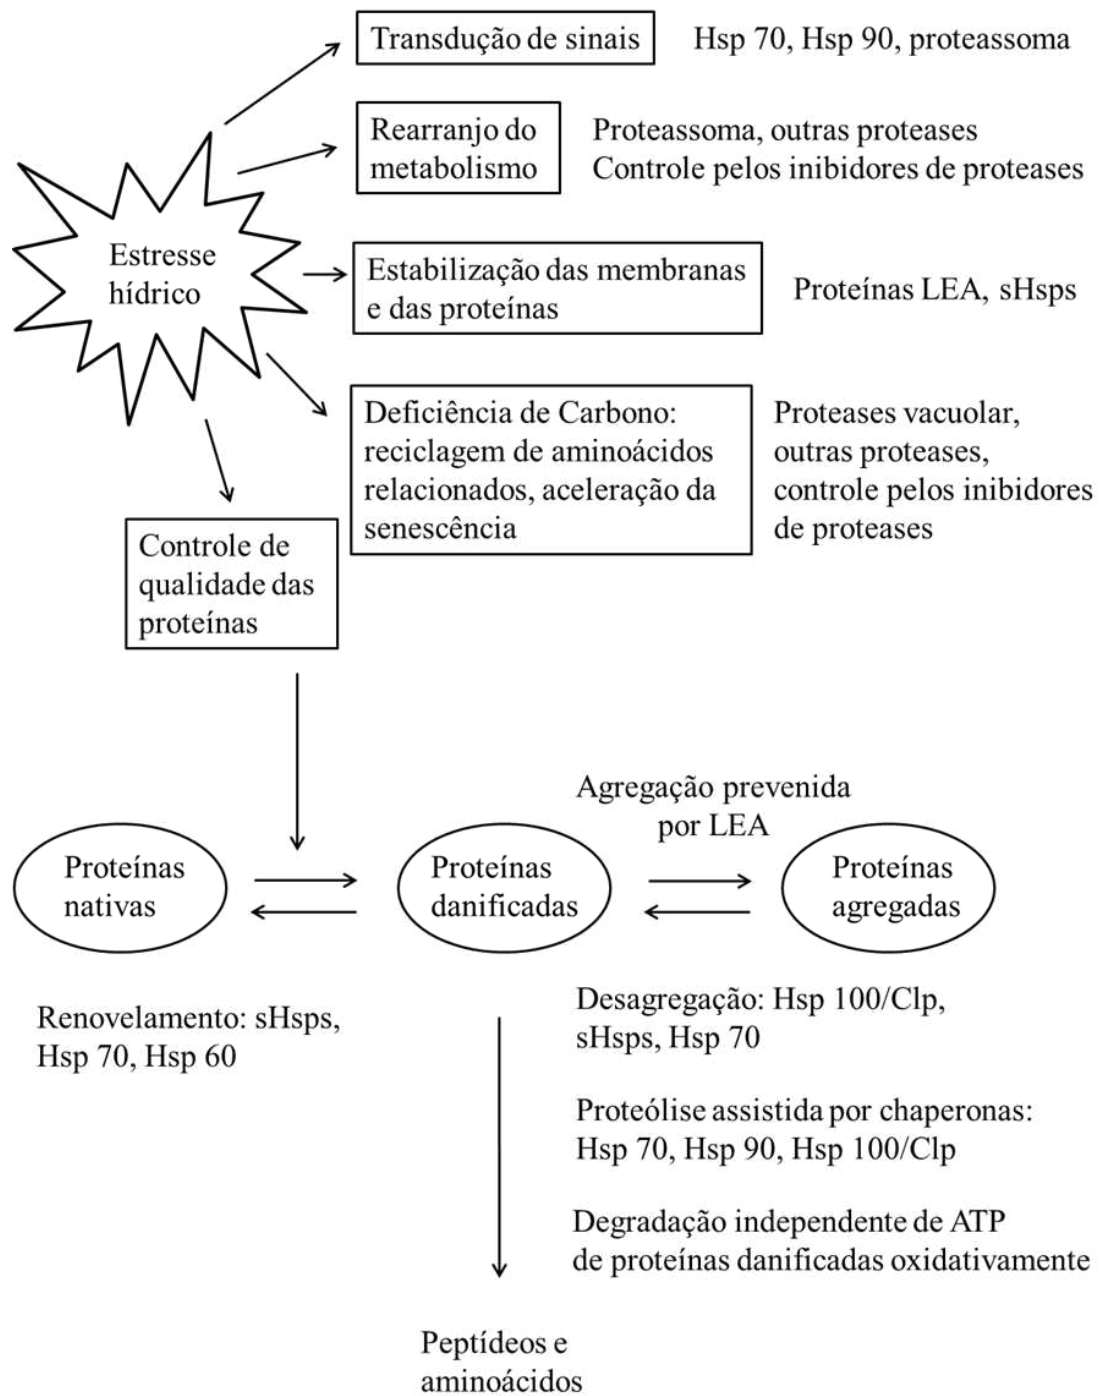 Transdução de sinais
Hsp 70, Hsp 90, proteassoma
Rearranjo do
metabolismo
Proteassoma, outras proteases
Controle pelos inibidores de proteases
Estresse
hídrico
Estabilização das membranas
e das proteínas
Proteínas LEA, sHsps
Deficiência de Carbono:
reciclagem de aminoácidos
relacionados, aceleração da
senescência
Proteases vacuolar,
outras proteases,
controle pelos inibidores
de proteases
Controle de
qualidade das
proteínas
Agregação prevenida
por LEA
Proteínas
nativas
Proteínas
danificadas
Proteínas
agregadas
Renovelamento: sHsps,
Hsp 70, Hsp 60
Desagregação: Hsp 100/Clp,
sHsps, Hsp 70
Proteólise assistida por chaperonas:
Hsp 70, Hsp 90, Hsp 100/Clp
Degradação independente de ATP
de proteínas danificadas oxidativamente
Peptídeos e
aminoácidos